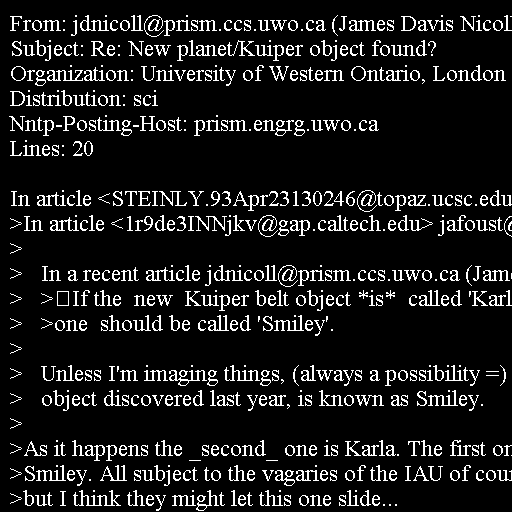 From: jdnicoll@prism.ccs.uwo.ca (James Davis Nicoll
Subject: Re: New planet/Kuiper object found?
Organization: University of Western Ontario, London
Distribution: sci
Nntp-Posting-Host: prism.engrg.uwo.ca
Lines: 20

In article <STEINLY.93Apr23130246@topaz.ucsc.edu
>In article <1r9de3INNjkv@gap.caltech.edu> jafoust@
>
>   In a recent article jdnicoll@prism.ccs.uwo.ca (Jam
>   >If the  new  Kuiper belt object *is*  called 'Karl
>   >one  should be called 'Smiley'.
>
>   Unless I'm imaging things, (always a possibility =)
>   object discovered last year, is known as Smiley.
>
>As it happens the _second_ one is Karla. The first on
>Smiley. All subject to the vagaries of the IAU of cour
>but I think they might let this one slide...